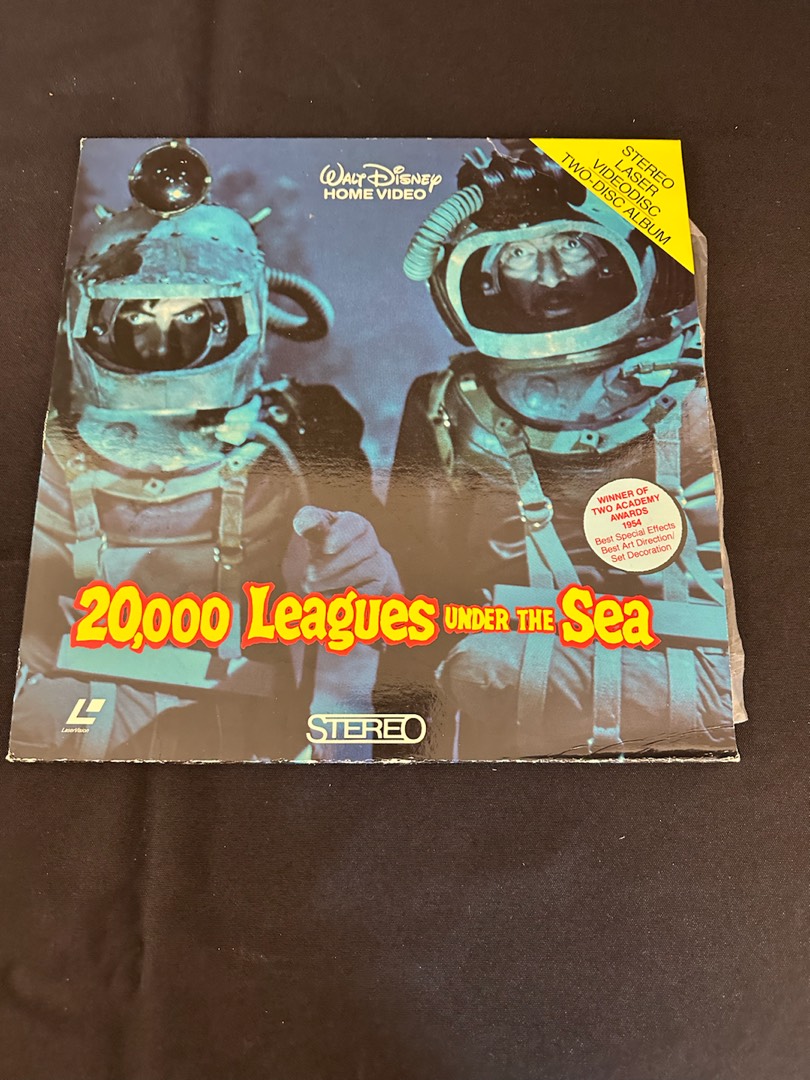 WALT DISNEY
HOME VIDEO
STEREO
LASER
VIDEODISC
TWO-DISC ALBUM
WINNER OF
TWO ACADEMY
AWARDS
1954
Best Special Effects
Best Art Direction/
Set Decoration
20,000 Leagues UNDER THE Sea
LaserVision
STEREO